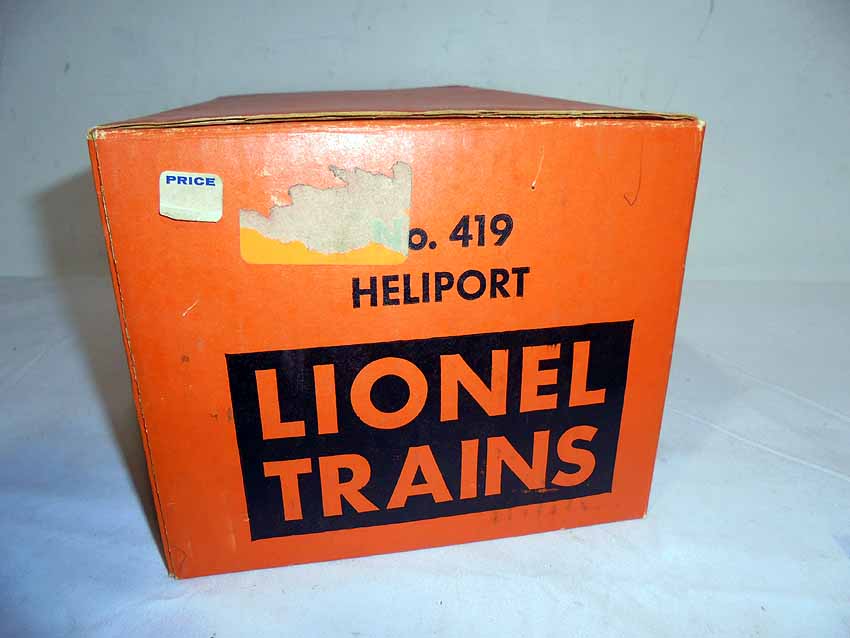 PRICE
No. 419
HELIPORT
LIONEL
TRAINS